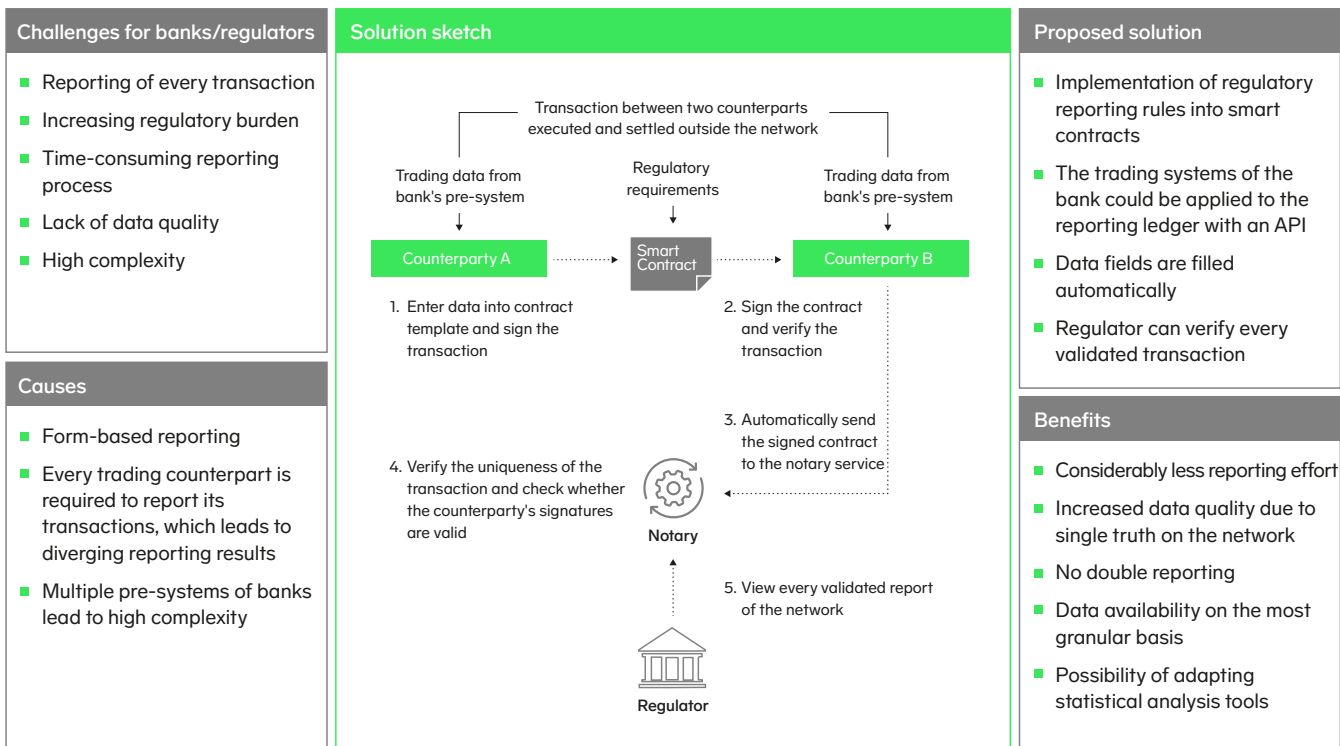 Challenges for banks/regulators
Reporting of every transaction
Increasing regulatory burden
Time-consuming reporting
process
Lack of data quality
High complexity
Causes
Form-based reporting
Every trading counterpart is
required to report its
transactions, which leads to
diverging reporting results
Multiple pre-systems of banks
lead to high complexity
Solution sketch
Transaction between two counterparts
executed and settled outside the network
Trading data from
bank's pre-system
Regulatory
requirements
Trading data from
bank's pre-system
Counterparty A
Smart
Contract
Counterparty B
1. Enter data into contract
template and sign the
transaction
2. Sign the contract
and verify the
transaction
3. Automatically send
the signed contract
to the notary service
4. Verify the uniqueness of the
transaction and check whether
the counterparty's signatures
are valid
Notary
5. View every validated report
of the network
Regulator
Proposed solution
Implementation of regulatory
reporting rules into smart
contracts
The trading systems of the
bank could be applied to the
reporting ledger with an API
Data fields are filled
automatically
Regulator can verify every
validated transaction
Benefits
Considerably less reporting effort
Increased data quality due to
single truth on the network
No double reporting
Data availability on the most
granular basis
Possibility of adapting
statistical analysis tools